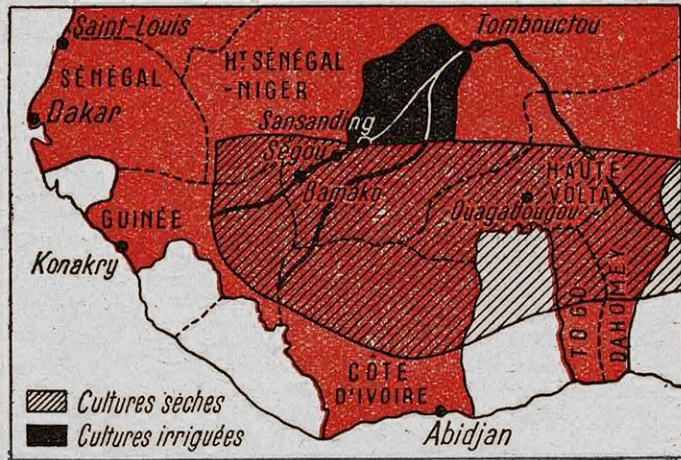 Saint-Louis
Tombouctou
SÉNÉGAL
Hᵗ SÉNÉGAL
-NIGER
Dakar
Sansanding
Ségou
Bamako
HAUTE
VOLTA
Ouagadougou
GUINÉE
Konakry
TOGO
DAHOMEY
CÔTE
D'IVOIRE
Abidjan
Cultures sèches
Cultures irriguées